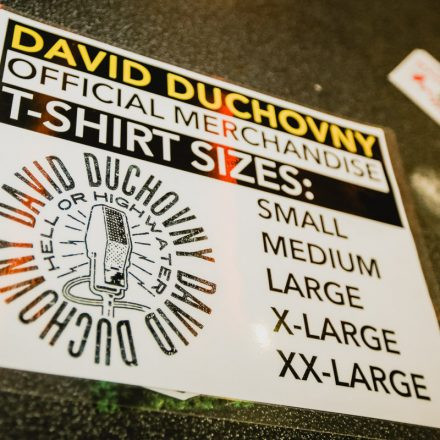 DAVID DUCHOVNY
OFFICIAL MERCHANDISE
T-SHIRT SIZES:
DAVID DUCHOVNY DAVID DUCHOVNY
HELL OR HIGHWATER
SMALL
MEDIUM
LARGE
X-LARGE
XX-LARGE